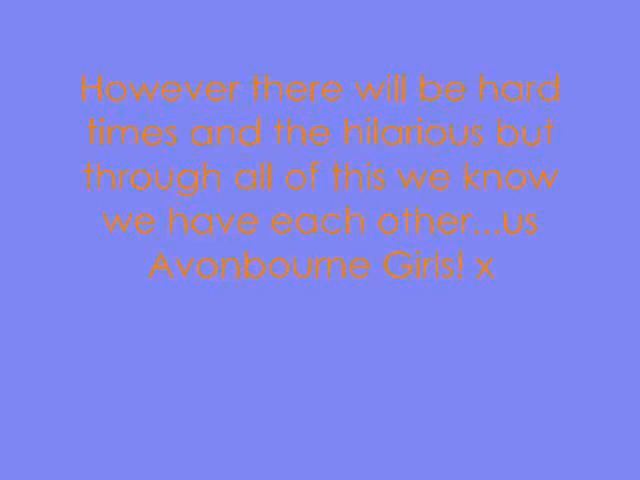 However there will be hard
times and the hilarious but
through all of this we know
we have each other...us
Avonbourne Girls! x